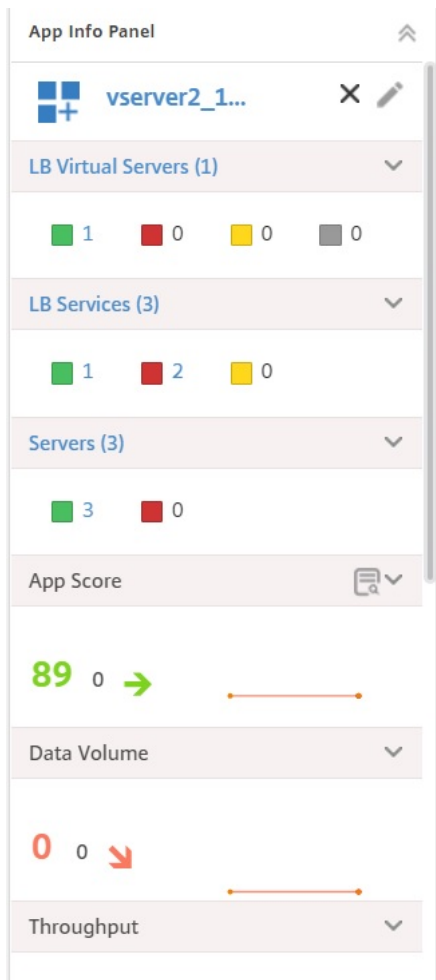 App Info Panel
vserver2_1...
LB Virtual Servers (1)
1 0 0 0
LB Services (3)
1 2 0
Servers (3)
3 0
App Score
89 0
Data Volume
0 0
Throughput